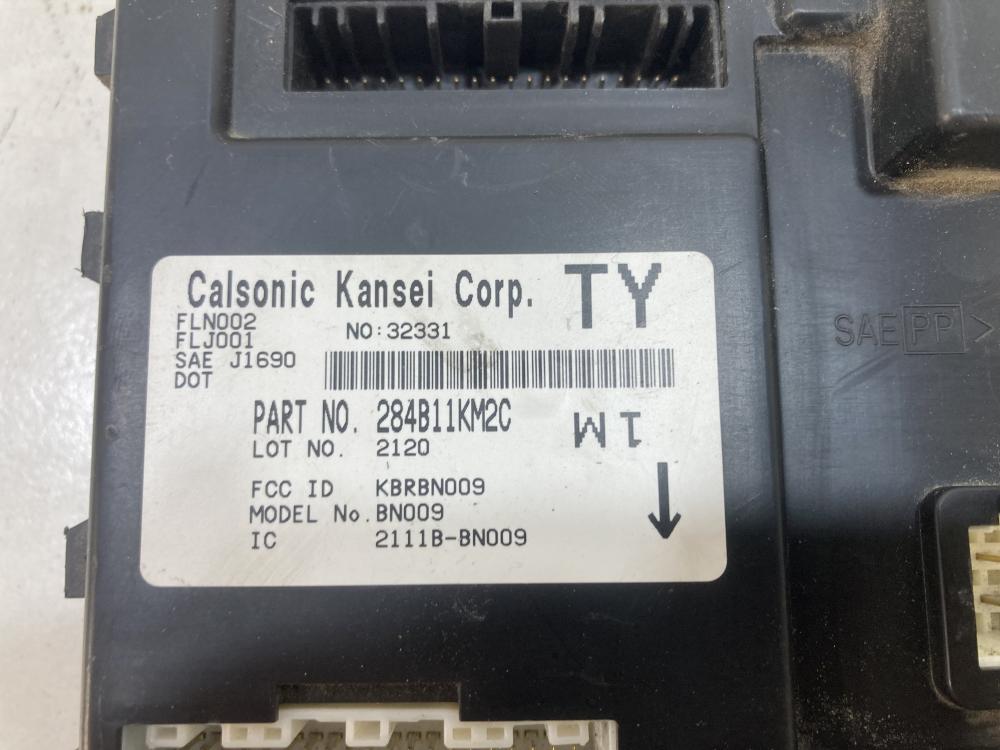 Calsonic Kansei Corp. TY
FLN002
FLJ001
NO:32331
SAE J1690
DOT
PART NO. 284B11KM2C
1M
LOT NO. 2120
FCC ID KBRBN009
MODEL No. BN009
IC 2111B-BN009
SAE PP